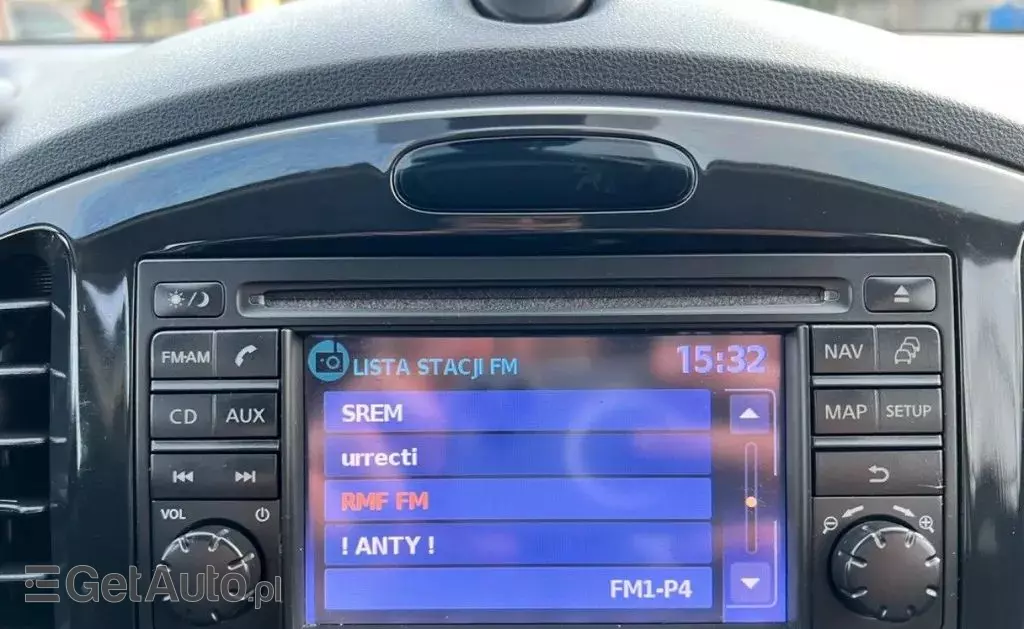 FM·AM
CD
AUX
VOL
LISTA STACJI FM
15:32
SREM
urrecti
RMF FM
! ANTY !
FM1-P4
NAV
MAP
SETUP
GetAuto.pl